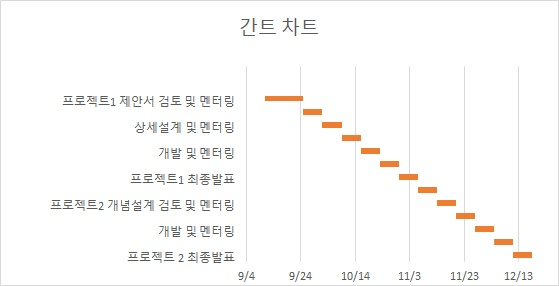 간트 차트
프로젝트1 제안서 검토 및 멘터링
상세설계 및 멘터링
개발 및 멘터링
프로젝트1 최종발표
프로젝트2 개념설계 검토 및 멘터링
개발 및 멘터링
프로젝트 2 최종발표
9/4 9/24 10/14 11/3 11/23 12/13